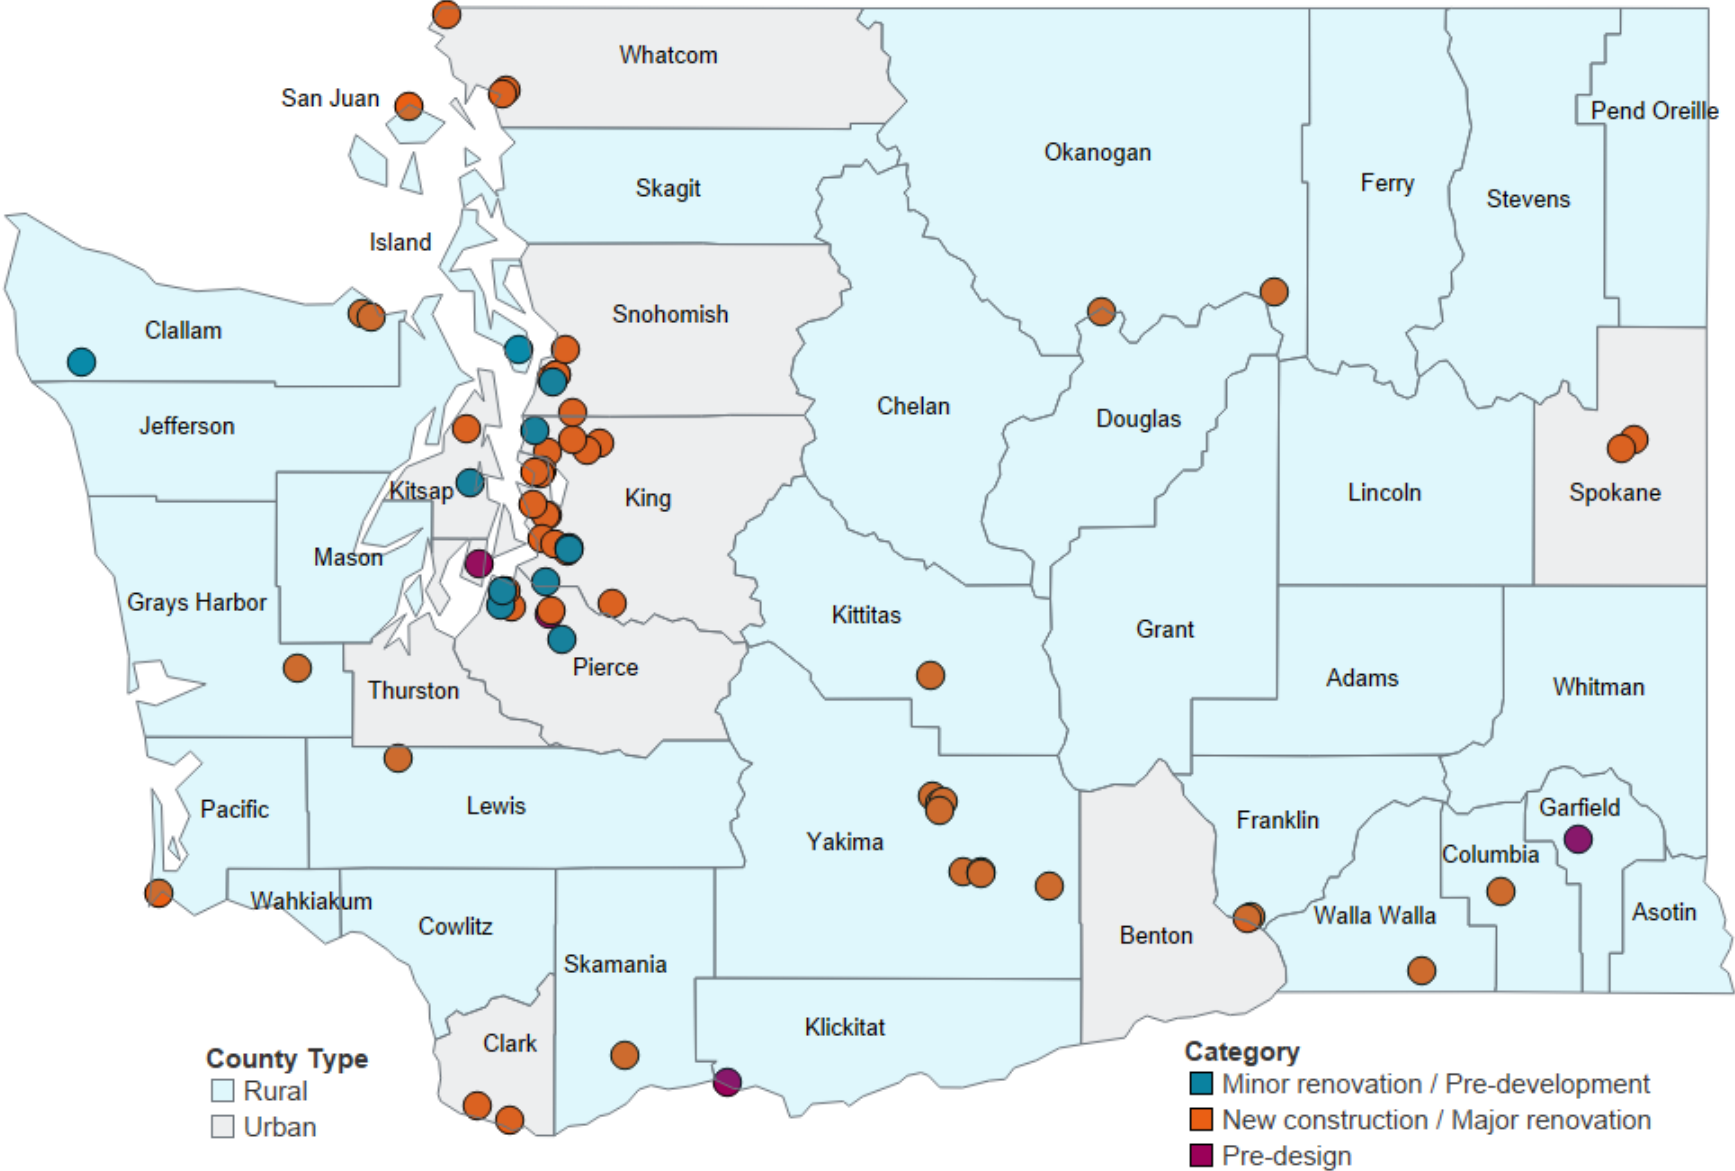 Whatcom
San Juan
Pend Oreille
Okanogan
Ferry
Skagit
Stevens
Island
Snohomish
Clallam
Chelan
Douglas
Jefferson
Kitsap
King
Lincoln
Spokane
Mason
Grays Harbor
Kittitas
Grant
Pierce
Adams
Whitman
Thurston
Lewis
Pacific
Garfield
Franklin
Yakima
Columbia
Wahkiakum
Walla Walla
Asotin
Cowlitz
Benton
Skamania
Klickitat
Clark
County Type
Rural
Urban
Category
Minor renovation / Pre-development
New construction / Major renovation
Pre-design